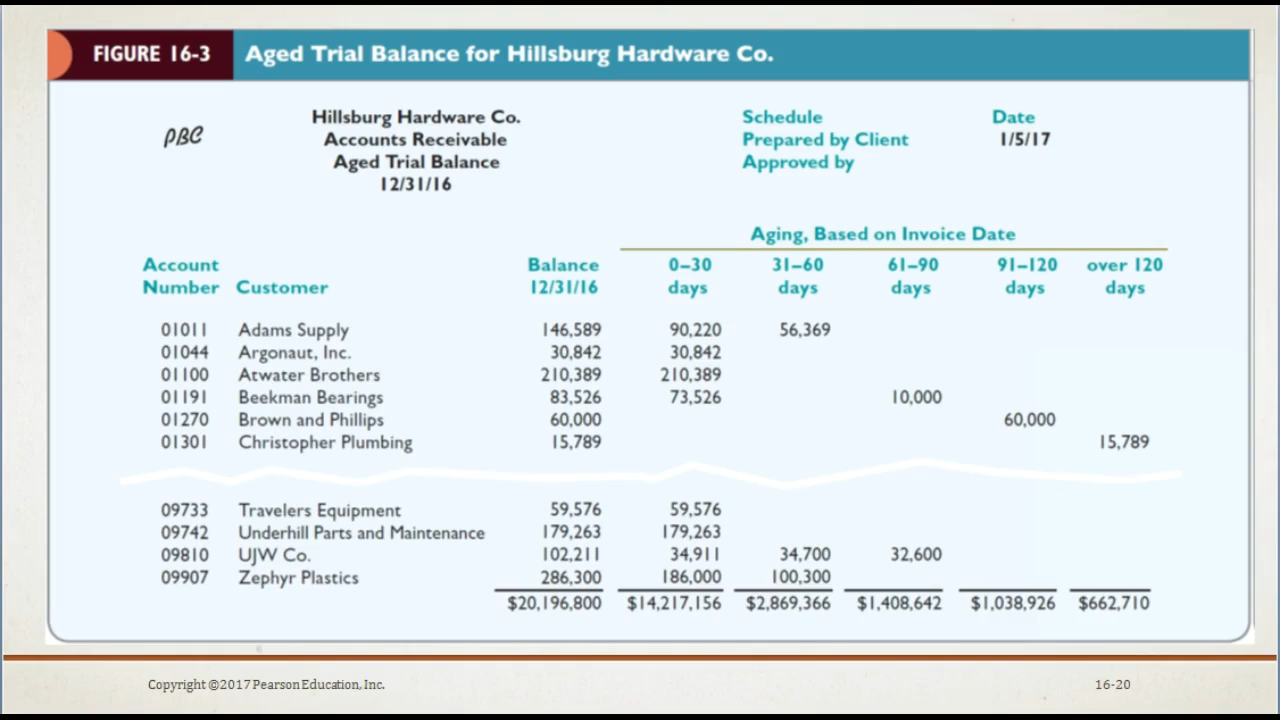 FIGURE 16-3 Aged Trial Balance for Hillsburg Hardware Co.
PBC
Hillsburg Hardware Co.
Accounts Receivable
Aged Trial Balance
12/31/16
Schedule Date
Prepared by Client 1/5/17
Approved by
Aging, Based on Invoice Date
Account Balance 0–30 31–60 61–90 91–120 over 120
Number Customer 12/31/16 days days days days days
01011 Adams Supply 146,589 90,220 56,369
01044 Argonaut, Inc. 30,842 30,842
01100 Atwater Brothers 210,389 210,389
01191 Beekman Bearings 83,526 73,526 10,000
01270 Brown and Phillips 60,000 60,000
01301 Christopher Plumbing 15,789 15,789
09733 Travelers Equipment 59,576 59,576
09742 Underhill Parts and Maintenance 179,263 179,263
09810 UJW Co. 102,211 34,911 34,700 32,600
09907 Zephyr Plastics 286,300 186,000 100,300
$20,196,800 $14,217,156 $2,869,366 $1,408,642 $1,038,926 $662,710
Copyright ©2017 Pearson Education, Inc. 16-20